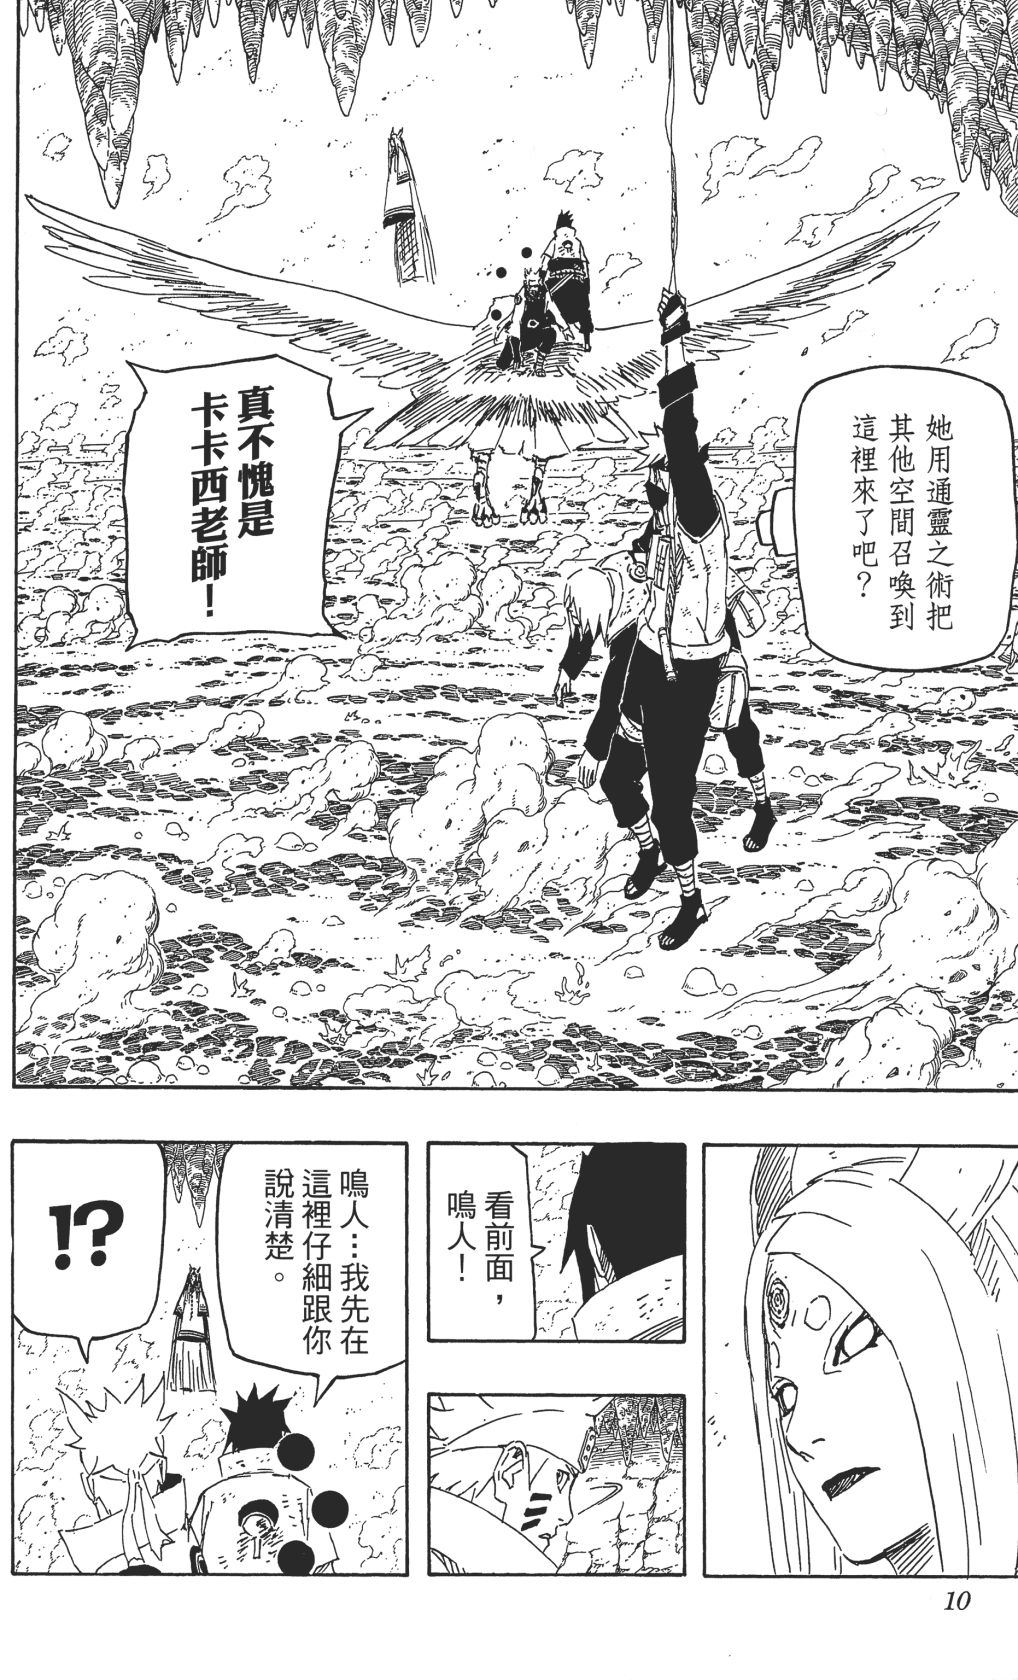 她用通靈之術把
其他空間召喚到
這裡來了吧？
真不愧是
卡卡西老師！
看前面，
鳴人！
鳴人…我先在
這裡仔細跟你
說清楚。
!?
10